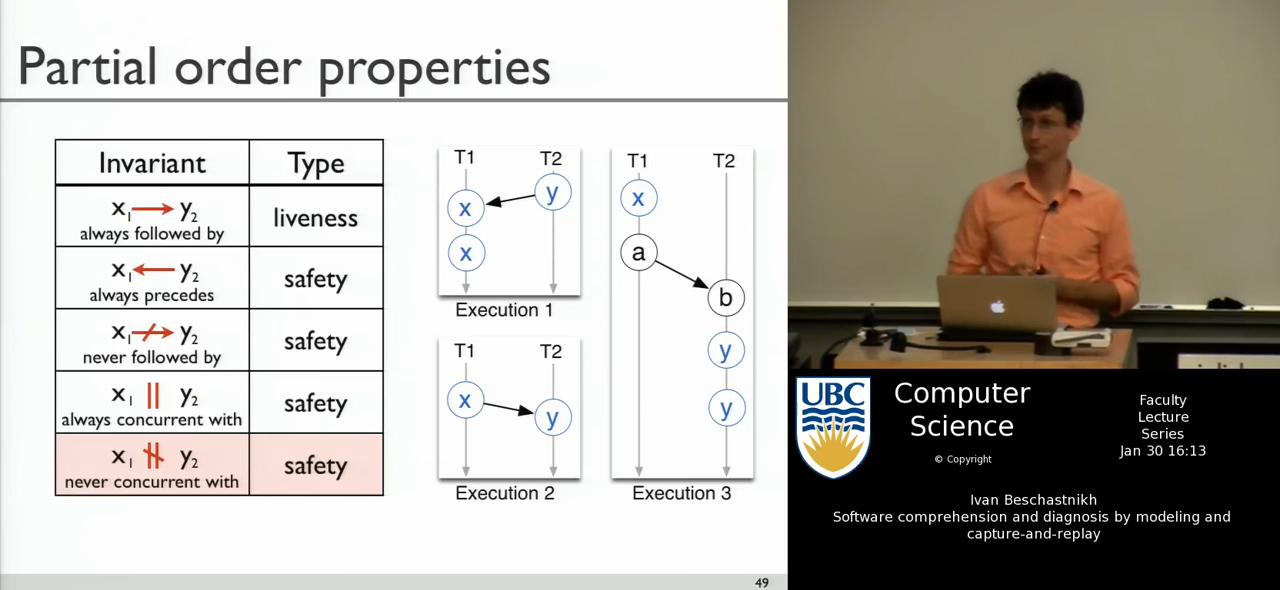 Partial order properties
Invariant Type
x1 → y2 liveness
always followed by
x1 ← y2 safety
always precedes
x1 ↛ y2 safety
never followed by
x1 || y2 safety
always concurrent with
x1 ∦ y2 safety
never concurrent with
T1 T2
y
x
x
Execution 1
T1 T2
x
y
Execution 2
T1 T2
x
a
b
y
y
Execution 3
49
UBC
Computer
Science
© Copyright
Faculty
Lecture
Series
Jan 30 16:13
Ivan Beschastnikh
Software comprehension and diagnosis by modeling and
capture-and-replay